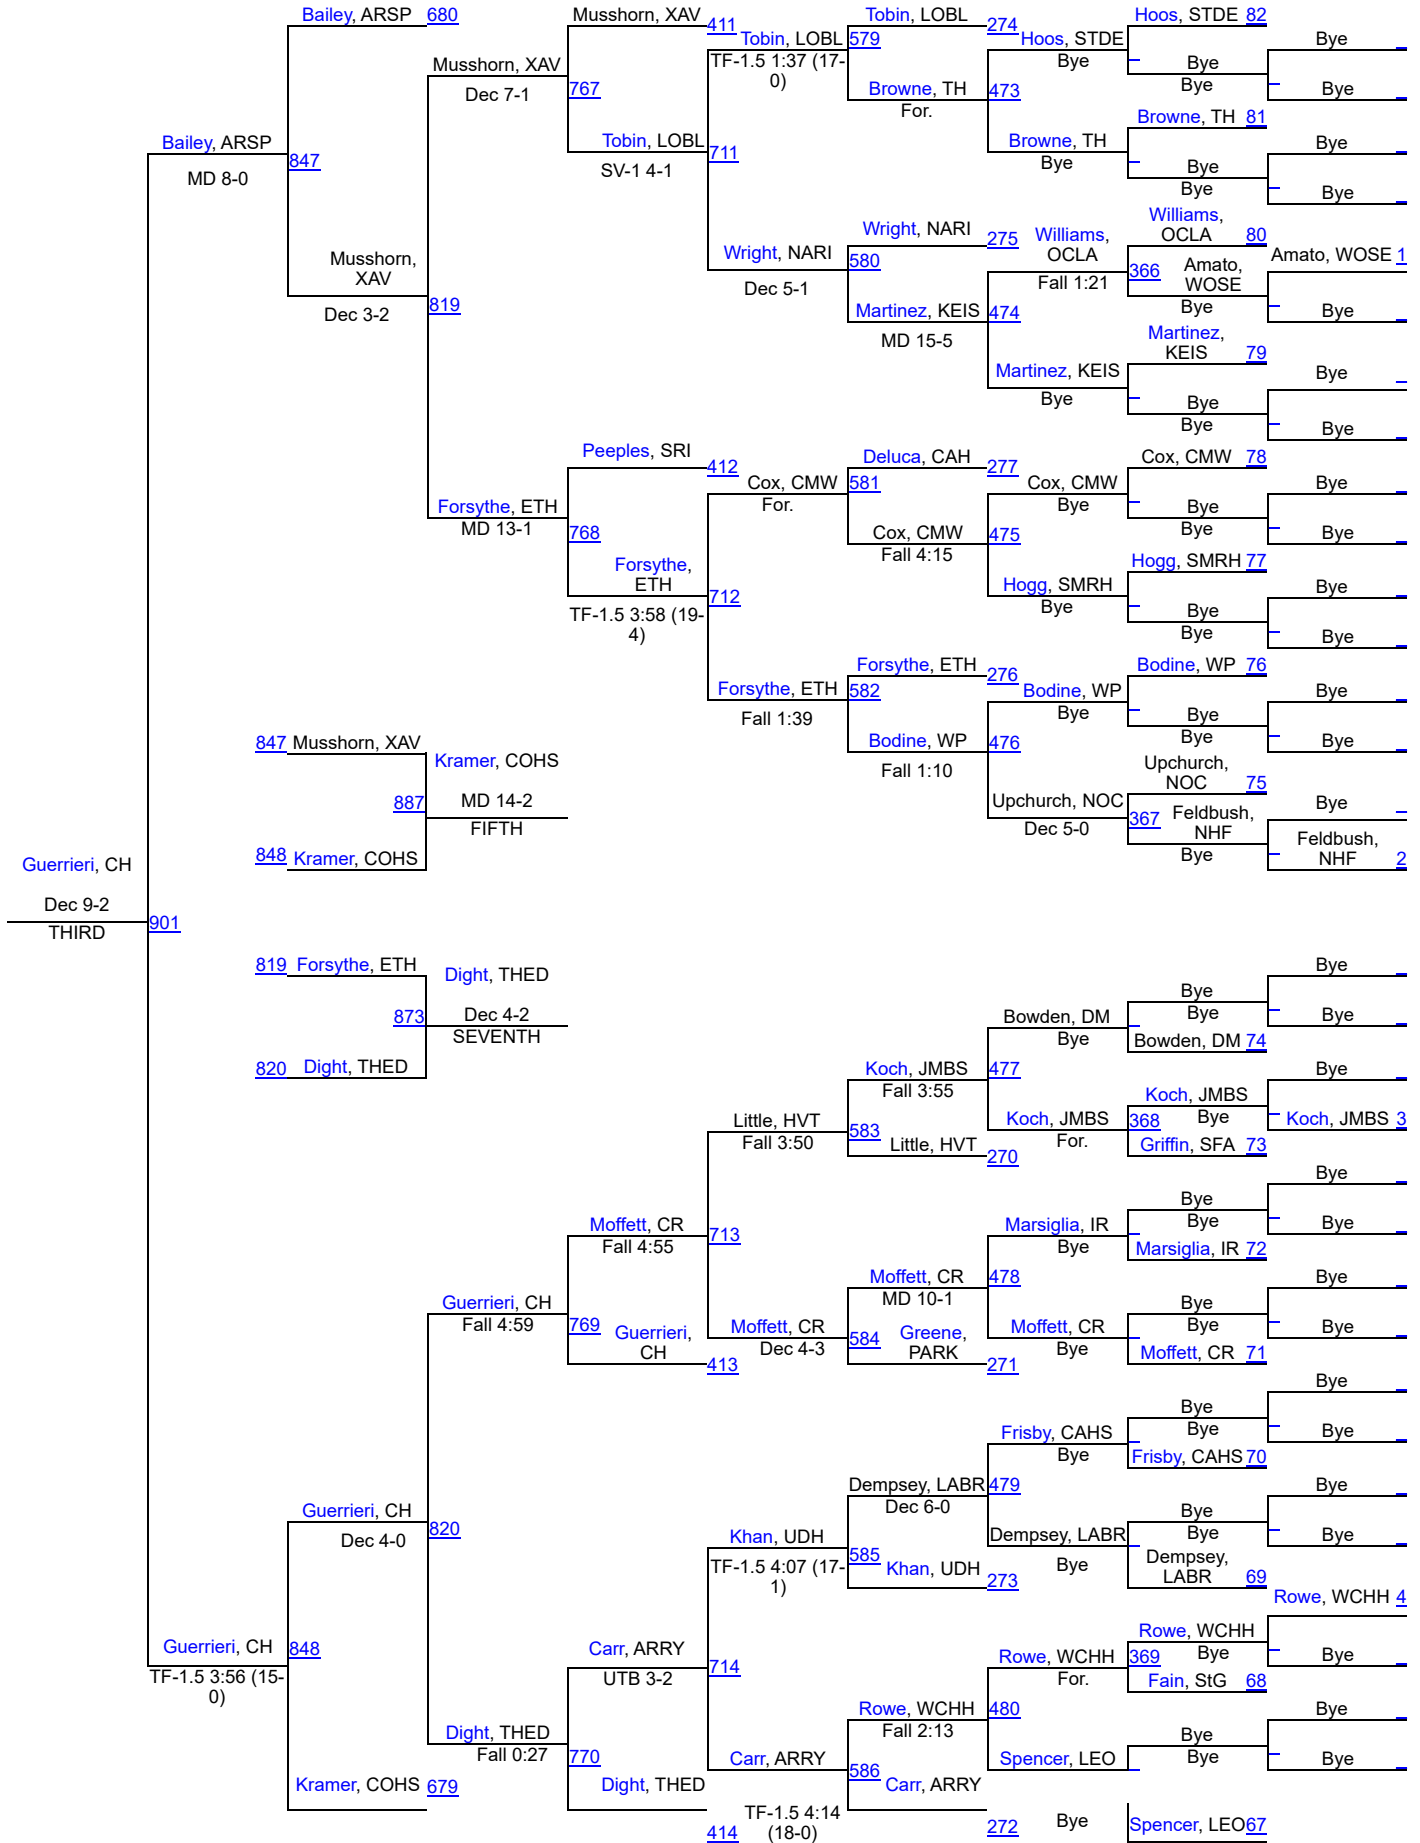 Bailey, ARSP 680
Musshorn, XAV 411
Tobin, LOBL 274
Hoos, STDE 82
Bye
Tobin, LOBL 579
Hoos, STDE
Bye
TF-1.5 1:37 (17-
0)
Musshorn, XAV
Dec 7-1
767
Browne, TH 473
For.
Bye
Bye
Bye
Browne, TH 81
Bailey, ARSP
MD 8-0
847
Tobin, LOBL 711
SV-1 4-1
Browne, TH
Bye
Bye
Bye
Bye
Bye
Williams,
OCLA 80
Wright, NARI 275
Williams,
OCLA
Fall 1:21
366
Amato,
WOSE
Bye
Amato, WOSE 1
Wright, NARI 580
Dec 5-1
Musshorn,
XAV
Dec 3-2
819
Martinez, KEIS 474
MD 15-5
Bye
Martinez,
KEIS 79
Martinez, KEIS
Bye
Bye
Bye
Bye
Bye
Peeples, SRI 412
Deluca, CAH 277
Cox, CMW 78
Cox, CMW 581
For.
Cox, CMW
Bye
Bye
Forsythe, ETH
MD 13-1
768
Cox, CMW 475
Fall 4:15
Bye
Bye
Bye
Hogg, SMRH 77
Forsythe,
ETH 712
TF-1.5 3:58 (19-
4)
Hogg, SMRH
Bye
Bye
Bye
Bye
Bye
Forsythe, ETH 276
Bodine, WP 76
Forsythe, ETH 582
Fall 1:39
Bodine, WP
Bye
Bye
Bye
Bye
847 Musshorn, XAV
Kramer, COHS
Bodine, WP 476
Fall 1:10
Bye
Upchurch,
NOC 75
887
MD 14-2
FIFTH
Upchurch, NOC
Dec 5-0
367
Feldbush,
NHF
Bye
Bye
848 Kramer, COHS
Feldbush,
NHF 2
Guerrieri, CH
Dec 9-2
THIRD
901
819 Forsythe, ETH
Dight, THED
Bye
873
Dec 4-2
SEVENTH
Bowden, DM
Bye
Bye
Bye
Bye
Bowden, DM 74
820 Dight, THED
Koch, JMBS 477
Fall 3:55
Bye
Koch, JMBS
Bye
Little, HVT
Fall 3:50
583
Koch, JMBS 368
For.
Koch, JMBS 3
Little, HVT 270
Griffin, SFA 73
Bye
Moffett, CR
Fall 4:55
713
Marsiglia, IR
Bye
Bye
Bye
Bye
Marsiglia, IR 72
Moffett, CR 478
MD 10-1
Bye
Guerrieri, CH
Fall 4:59
769
Guerrieri,
CH 413
Moffett, CR
Dec 4-3
584
Greene,
PARK 271
Moffett, CR
Bye
Bye
Bye
Bye
Moffett, CR 71
Bye
Frisby, CAHS
Bye
Bye
Bye
Bye
Frisby, CAHS 70
Dempsey, LABR 479
Dec 6-0
Bye
Guerrieri, CH
Dec 4-0
820
Khan, UDH
TF-1.5 4:07 (17-
1)
585
Dempsey, LABR
Bye
Bye
Bye
Bye
Dempsey,
LABR 69
Khan, UDH 273
Rowe, WCHH 4
Guerrieri, CH 848
TF-1.5 3:56 (15-
0)
Carr, ARRY
UTB 3-2
714
Rowe, WCHH
For.
369
Rowe, WCHH
Bye
Bye
Fain, StG 68
Rowe, WCHH 480
Fall 2:13
Bye
Dight, THED
Fall 0:27
770
Carr, ARRY 586
TF-1.5 4:14
(18-0)
Spencer, LEO
Bye
Bye
Bye
Bye
Kramer, COHS 679
Dight, THED
414
Carr, ARRY
272
Spencer, LEO 67